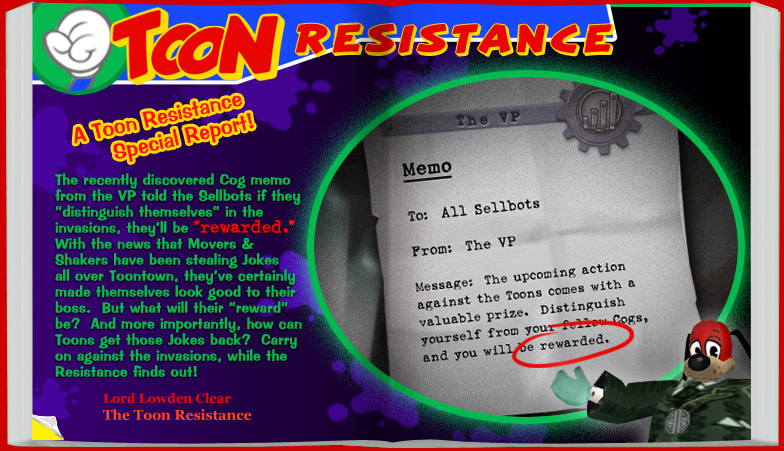 TOON RESISTANCE
A Toon Resistance
Special Report!
The recently discovered Cog memo
from the VP told the Sellbots if they
"distinguish themselves" in the
invasions, they'll be "rewarded."
With the news that Movers &
Shakers have been stealing Jokes
all over Toontown, they've certainly
made themselves look good to their
boss. But what will their "reward"
be? And more importantly, how can
Toons get those Jokes back? Carry
on against the invasions, while the
Resistance finds out!
Lord Lowden Clear
The Toon Resistance
The VP
Memo
To: All Sellbots
From: The VP
Message: The upcoming action
against the Toons comes with a
valuable prize. Distinguish
yourself from your fellow Cogs,
and you will be rewarded.